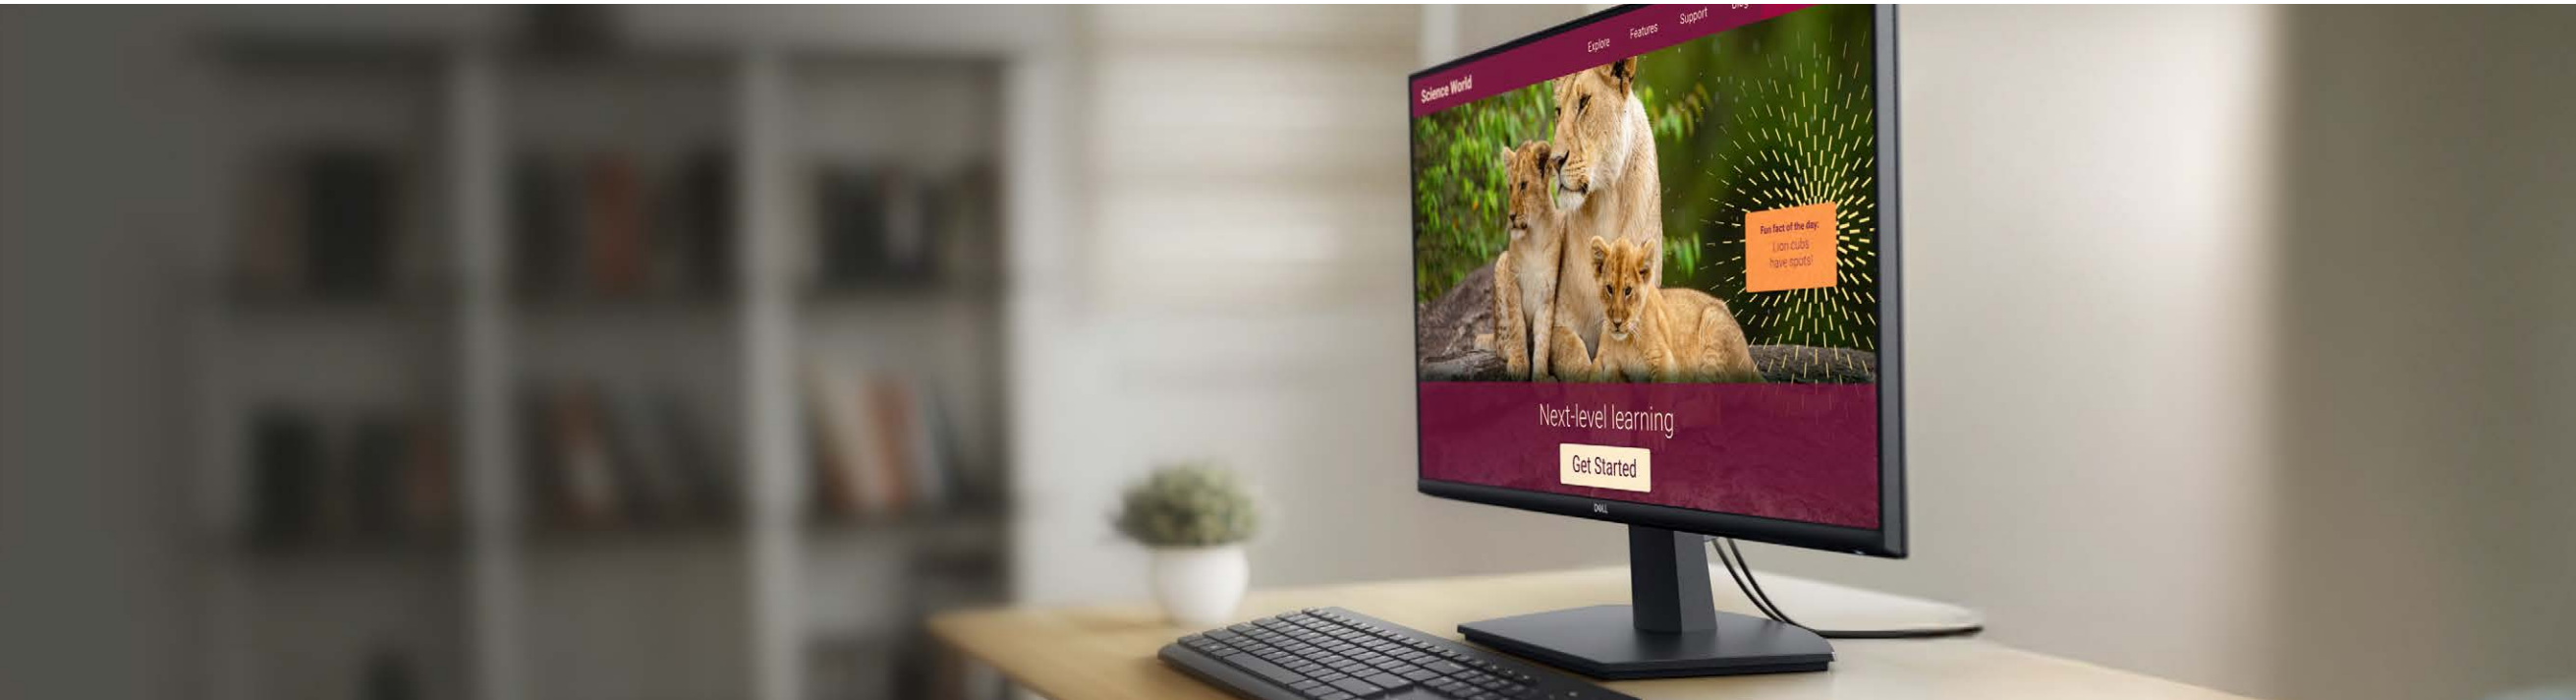 Explore
Features
Support
Blog
Science World
Fun fact of the day:
Lion cubs
have spots!
Next-level learning
Get Started
DELL